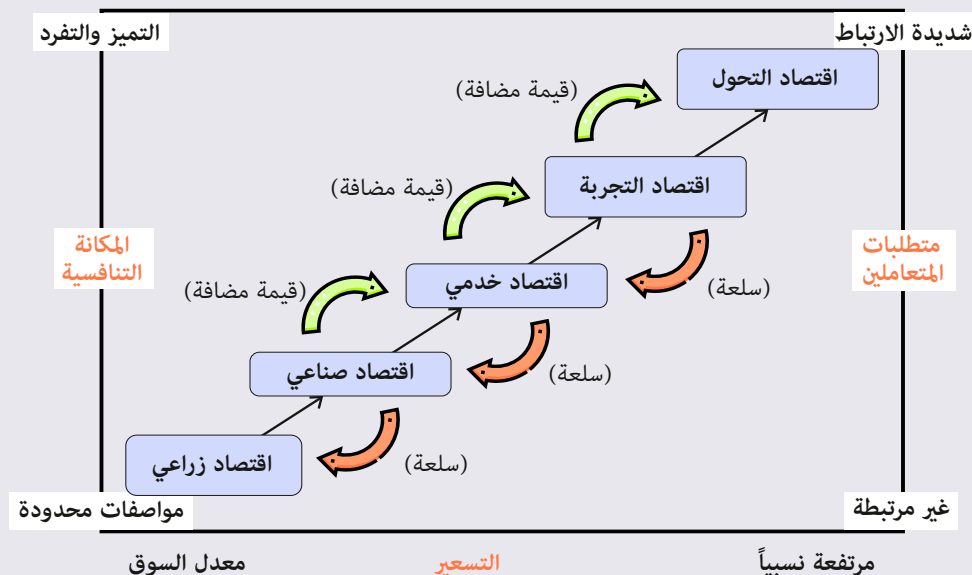 شديدة الارتباط
التميز والتفرد
اقتصاد التحول
(قيمة مضافة)
اقتصاد التجربة
(قيمة مضافة)
متطلبات
المتعاملين
المكانة
التنافسية
اقتصاد خدمي
(سلعة)
(قيمة مضافة)
اقتصاد صناعي
(سلعة)
اقتصاد زراعي
(سلعة)
غير مرتبطة
مواصفات محدودة
مرتفعة نسبياً
التسعير
معدل السوق